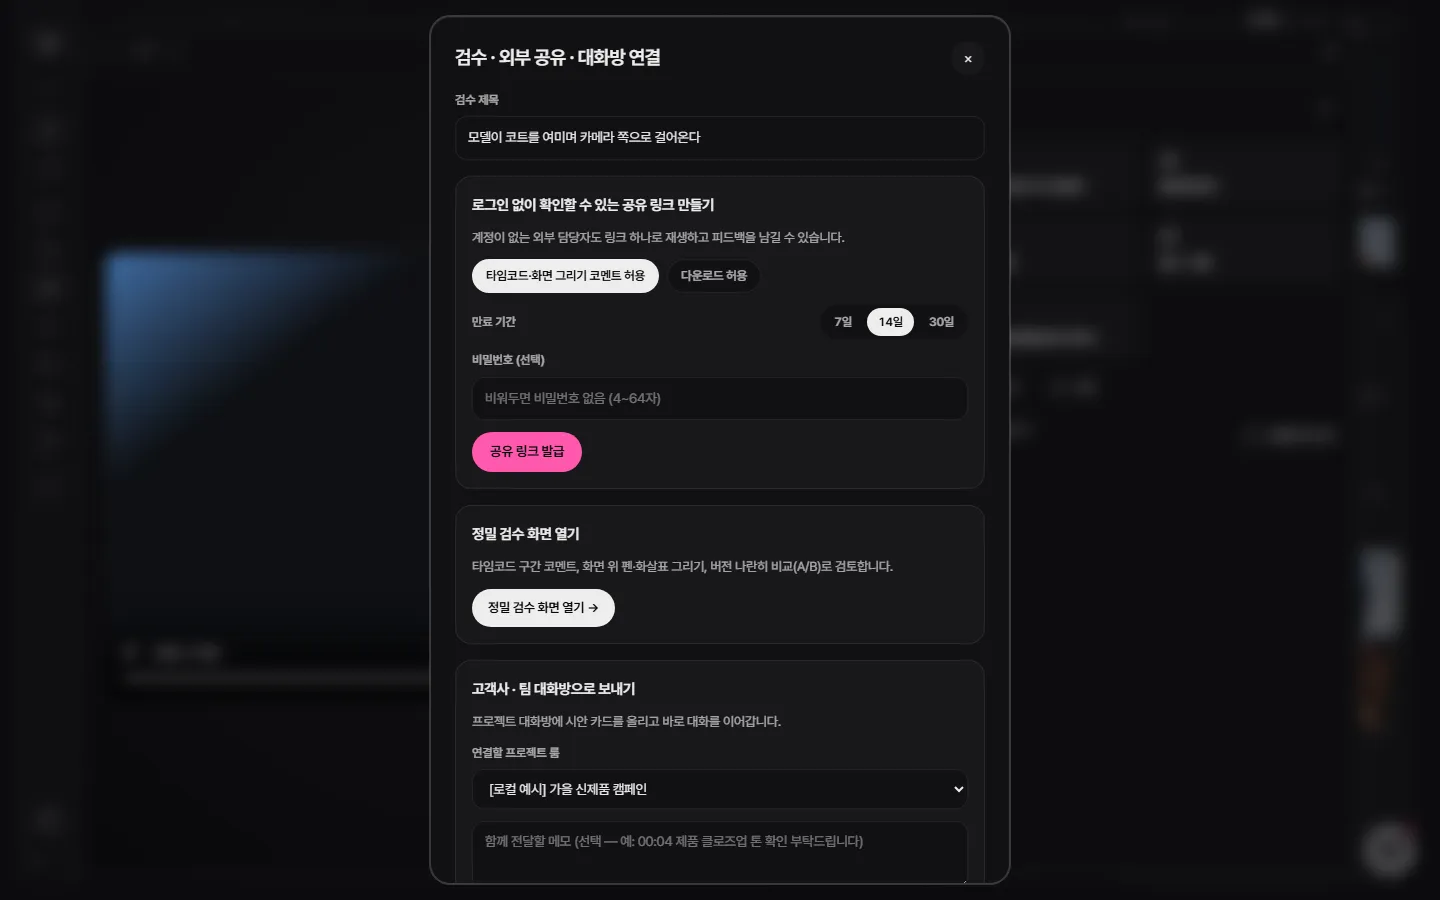 검수 · 외부 공유 · 대화방 연결
×
검수 제목
모델이 코트를 여미며 카메라 쪽으로 걸어온다
로그인 없이 확인할 수 있는 공유 링크 만들기
계정이 없는 외부 담당자도 링크 하나로 재생하고 피드백을 남길 수 있습니다.
타임코드·화면 그리기 코멘트 허용 다운로드 허용
만료 기간 7일 14일 30일
비밀번호 (선택)
비워두면 비밀번호 없음 (4~64자)
공유 링크 발급
정밀 검수 화면 열기
타임코드 구간 코멘트, 화면 위 펜·화살표 그리기, 버전 나란히 비교(A/B)로 검토합니다.
정밀 검수 화면 열기 →
고객사 · 팀 대화방으로 보내기
프로젝트 대화방에 시안 카드를 올리고 바로 대화를 이어갑니다.
연결할 프로젝트 룸
[로컬 예시] 가을 신제품 캠페인
함께 전달할 메모 (선택 — 예: 00:04 제품 클로즈업 톤 확인 부탁드립니다)